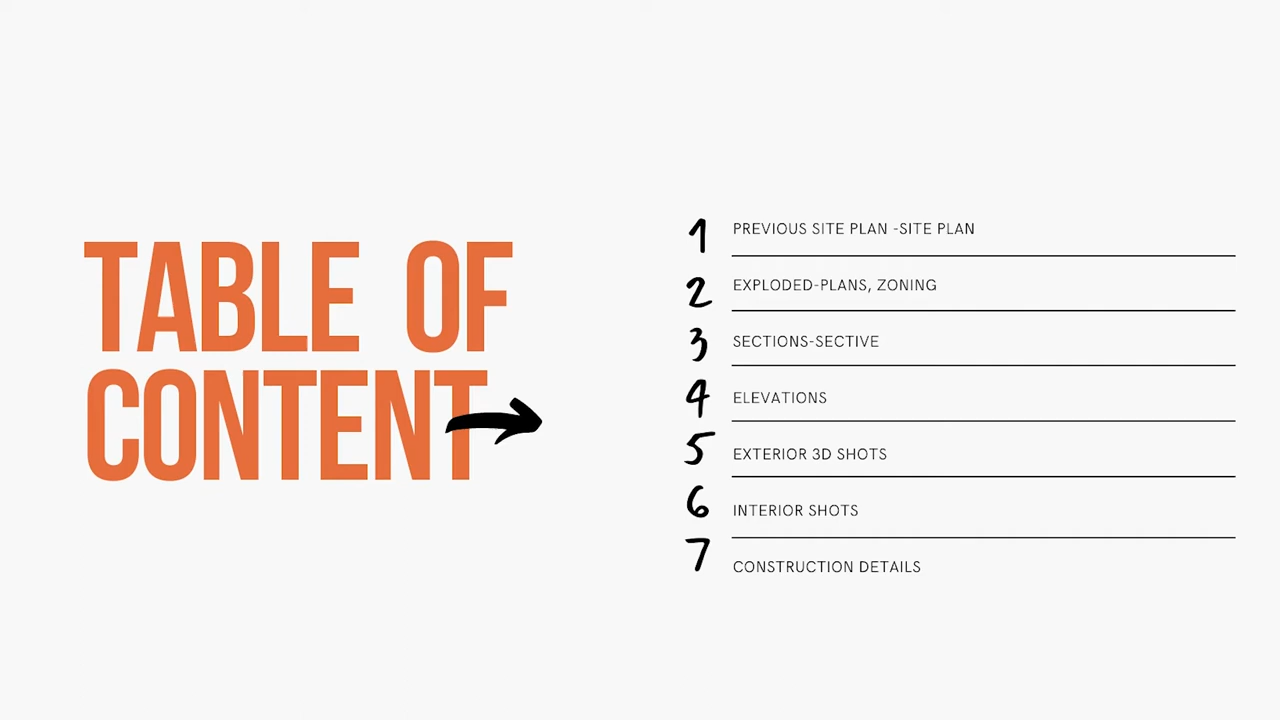 TABLE OF
CONTENT
1 PREVIOUS SITE PLAN -SITE PLAN
2 EXPLODED-PLANS, ZONING
3 SECTIONS-SECTIVE
4 ELEVATIONS
5 EXTERIOR 3D SHOTS
6 INTERIOR SHOTS
7 CONSTRUCTION DETAILS